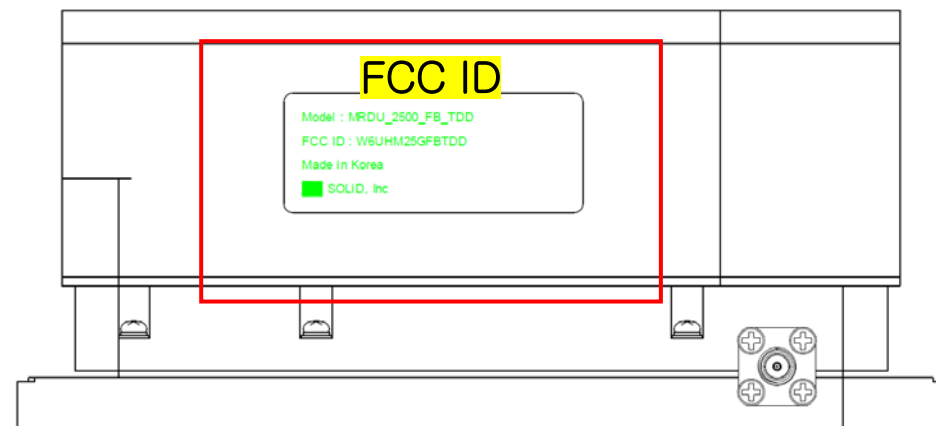 FCC ID
Model : MRDU_2500_FB_TDD
FCC ID : W6UHM25GFBTDD
Made in Korea
SOLiD, Inc